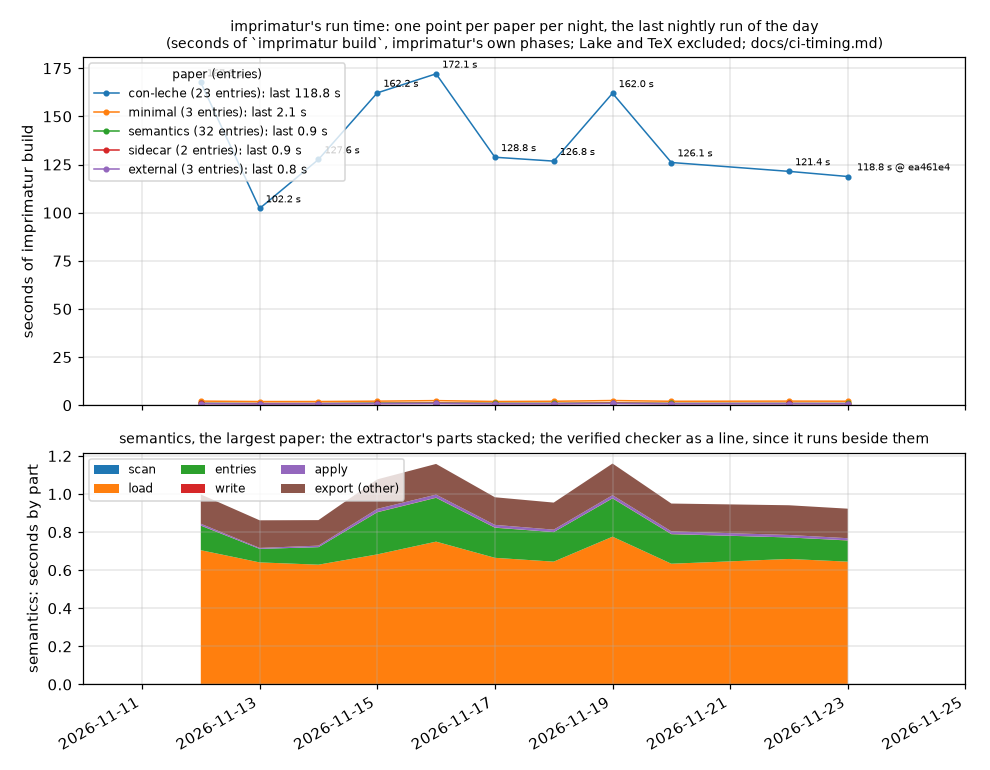 imprimatur's run time: one point per paper per night, the last nightly run of the day
(seconds of `imprimatur build`, imprimatur's own phases; Lake and TeX excluded; docs/ci-timing.md)
seconds of imprimatur build
175
150
125
100
75
50
25
0
paper (entries)
con-leche (23 entries): last 118.8 s
minimal (3 entries): last 2.1 s
semantics (32 entries): last 0.9 s
sidecar (2 entries): last 0.9 s
external (3 entries): last 0.8 s
102.2 s
127.6 s
162.2 s
172.1 s
128.8 s
126.8 s
162.0 s
126.1 s
121.4 s
118.8 s @ ea461e4
semantics, the largest paper: the extractor's parts stacked; the verified checker as a line, since it runs beside them
semantics: seconds by part
1.2
1.0
0.8
0.6
0.4
0.2
0.0
scan
load
entries
write
apply
export (other)
2026-11-11
2026-11-13
2026-11-15
2026-11-17
2026-11-19
2026-11-21
2026-11-23
2026-11-25